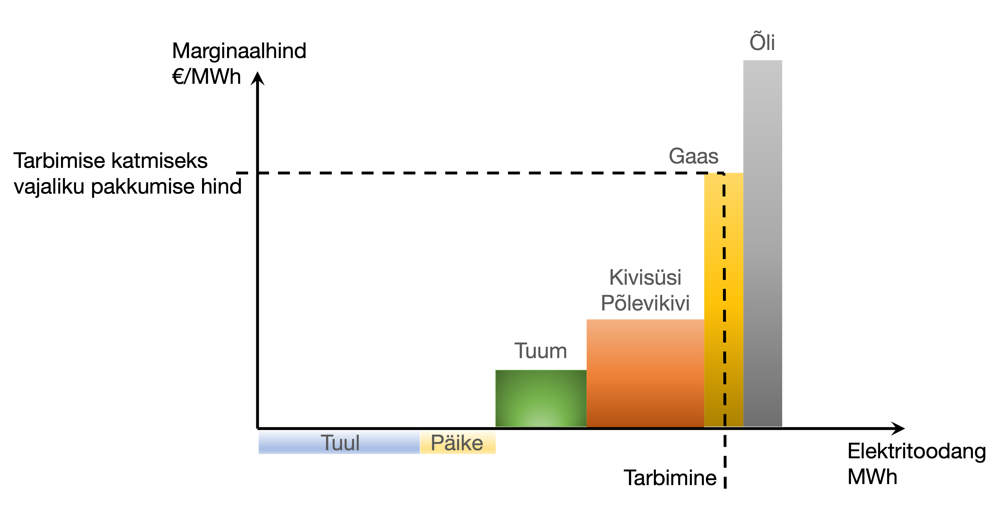 Õli
Marginaalhind
€/MWh
Gaas
Tarbimise katmiseks
vajaliku pakkumise hind
Kivisüsi
Põlevikivi
Tuum
Tuul
Päike
Elektritoodang
MWh
Tarbimine